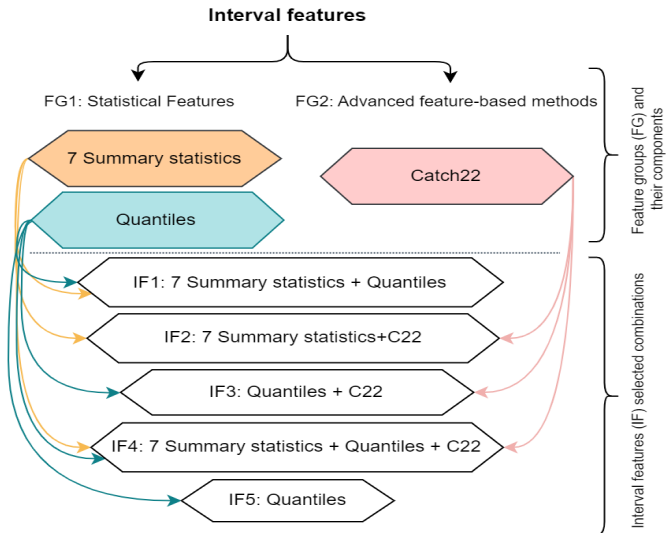 Interval features
FG1: Statistical Features
FG2: Advanced feature-based methods
7 Summary statistics
Catch22
Quantiles
Feature groups (FG) and
their components
IF1: 7 Summary statistics + Quantiles
IF2: 7 Summary statistics+C22
IF3: Quantiles + C22
IF4: 7 Summary statistics + Quantiles + C22
IF5: Quantiles
Interval features (IF) selected combinations